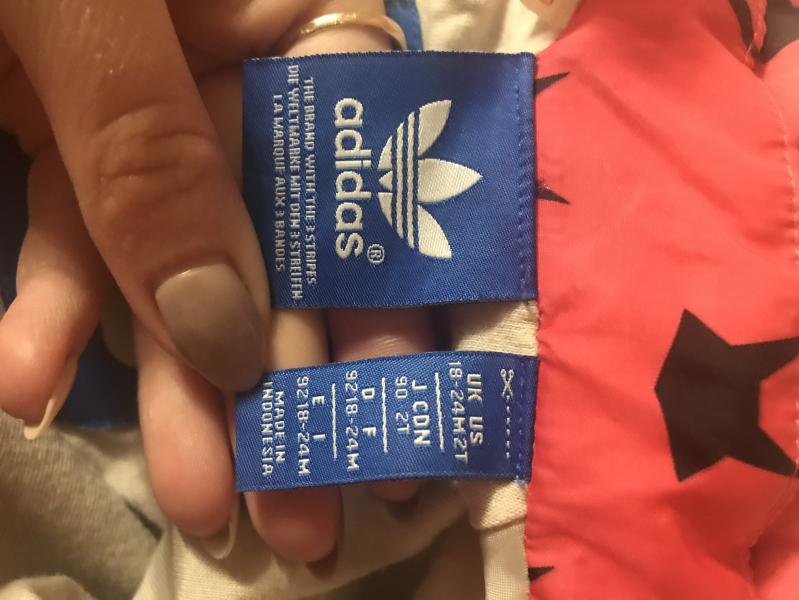 adidas®
THE BRAND WITH THE 3 STRIPES
DIE WELTMARKE MIT DEN 3 STREIFEN
LA MARQUE AUX 3 BANDES
UK US
18-24M 2T
J CDN
90 2T
D F
92 18-24M
E I
92 18-24M
MADE IN
INDONESIA